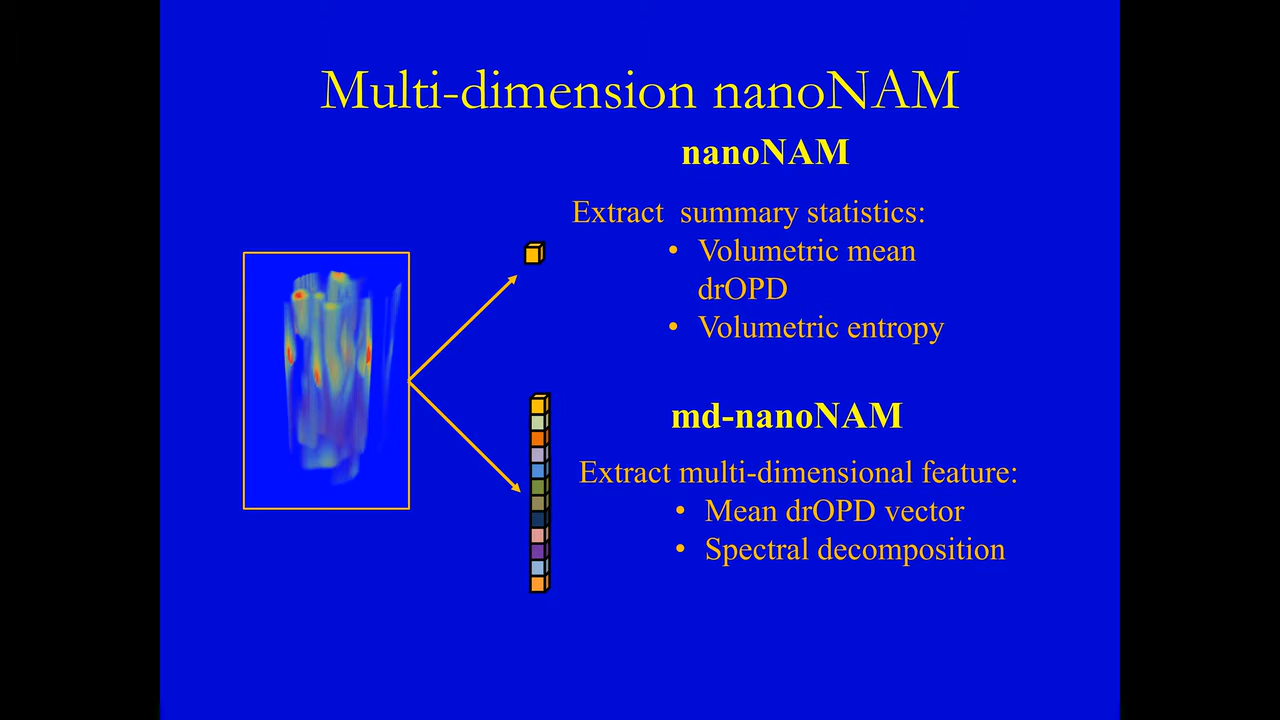 Multi-dimension nanoNAM
nanoNAM
Extract summary statistics:
• Volumetric mean
drOPD
• Volumetric entropy
md-nanoNAM
Extract multi-dimensional feature:
• Mean drOPD vector
• Spectral decomposition